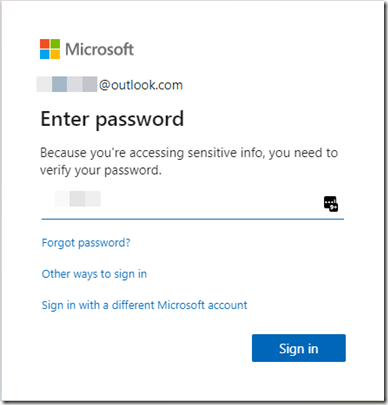 Microsoft
@outlook.com
Enter password
Because you're accessing sensitive info, you need to
verify your password.
Forgot password?
Other ways to sign in
Sign in with a different Microsoft account
Sign in